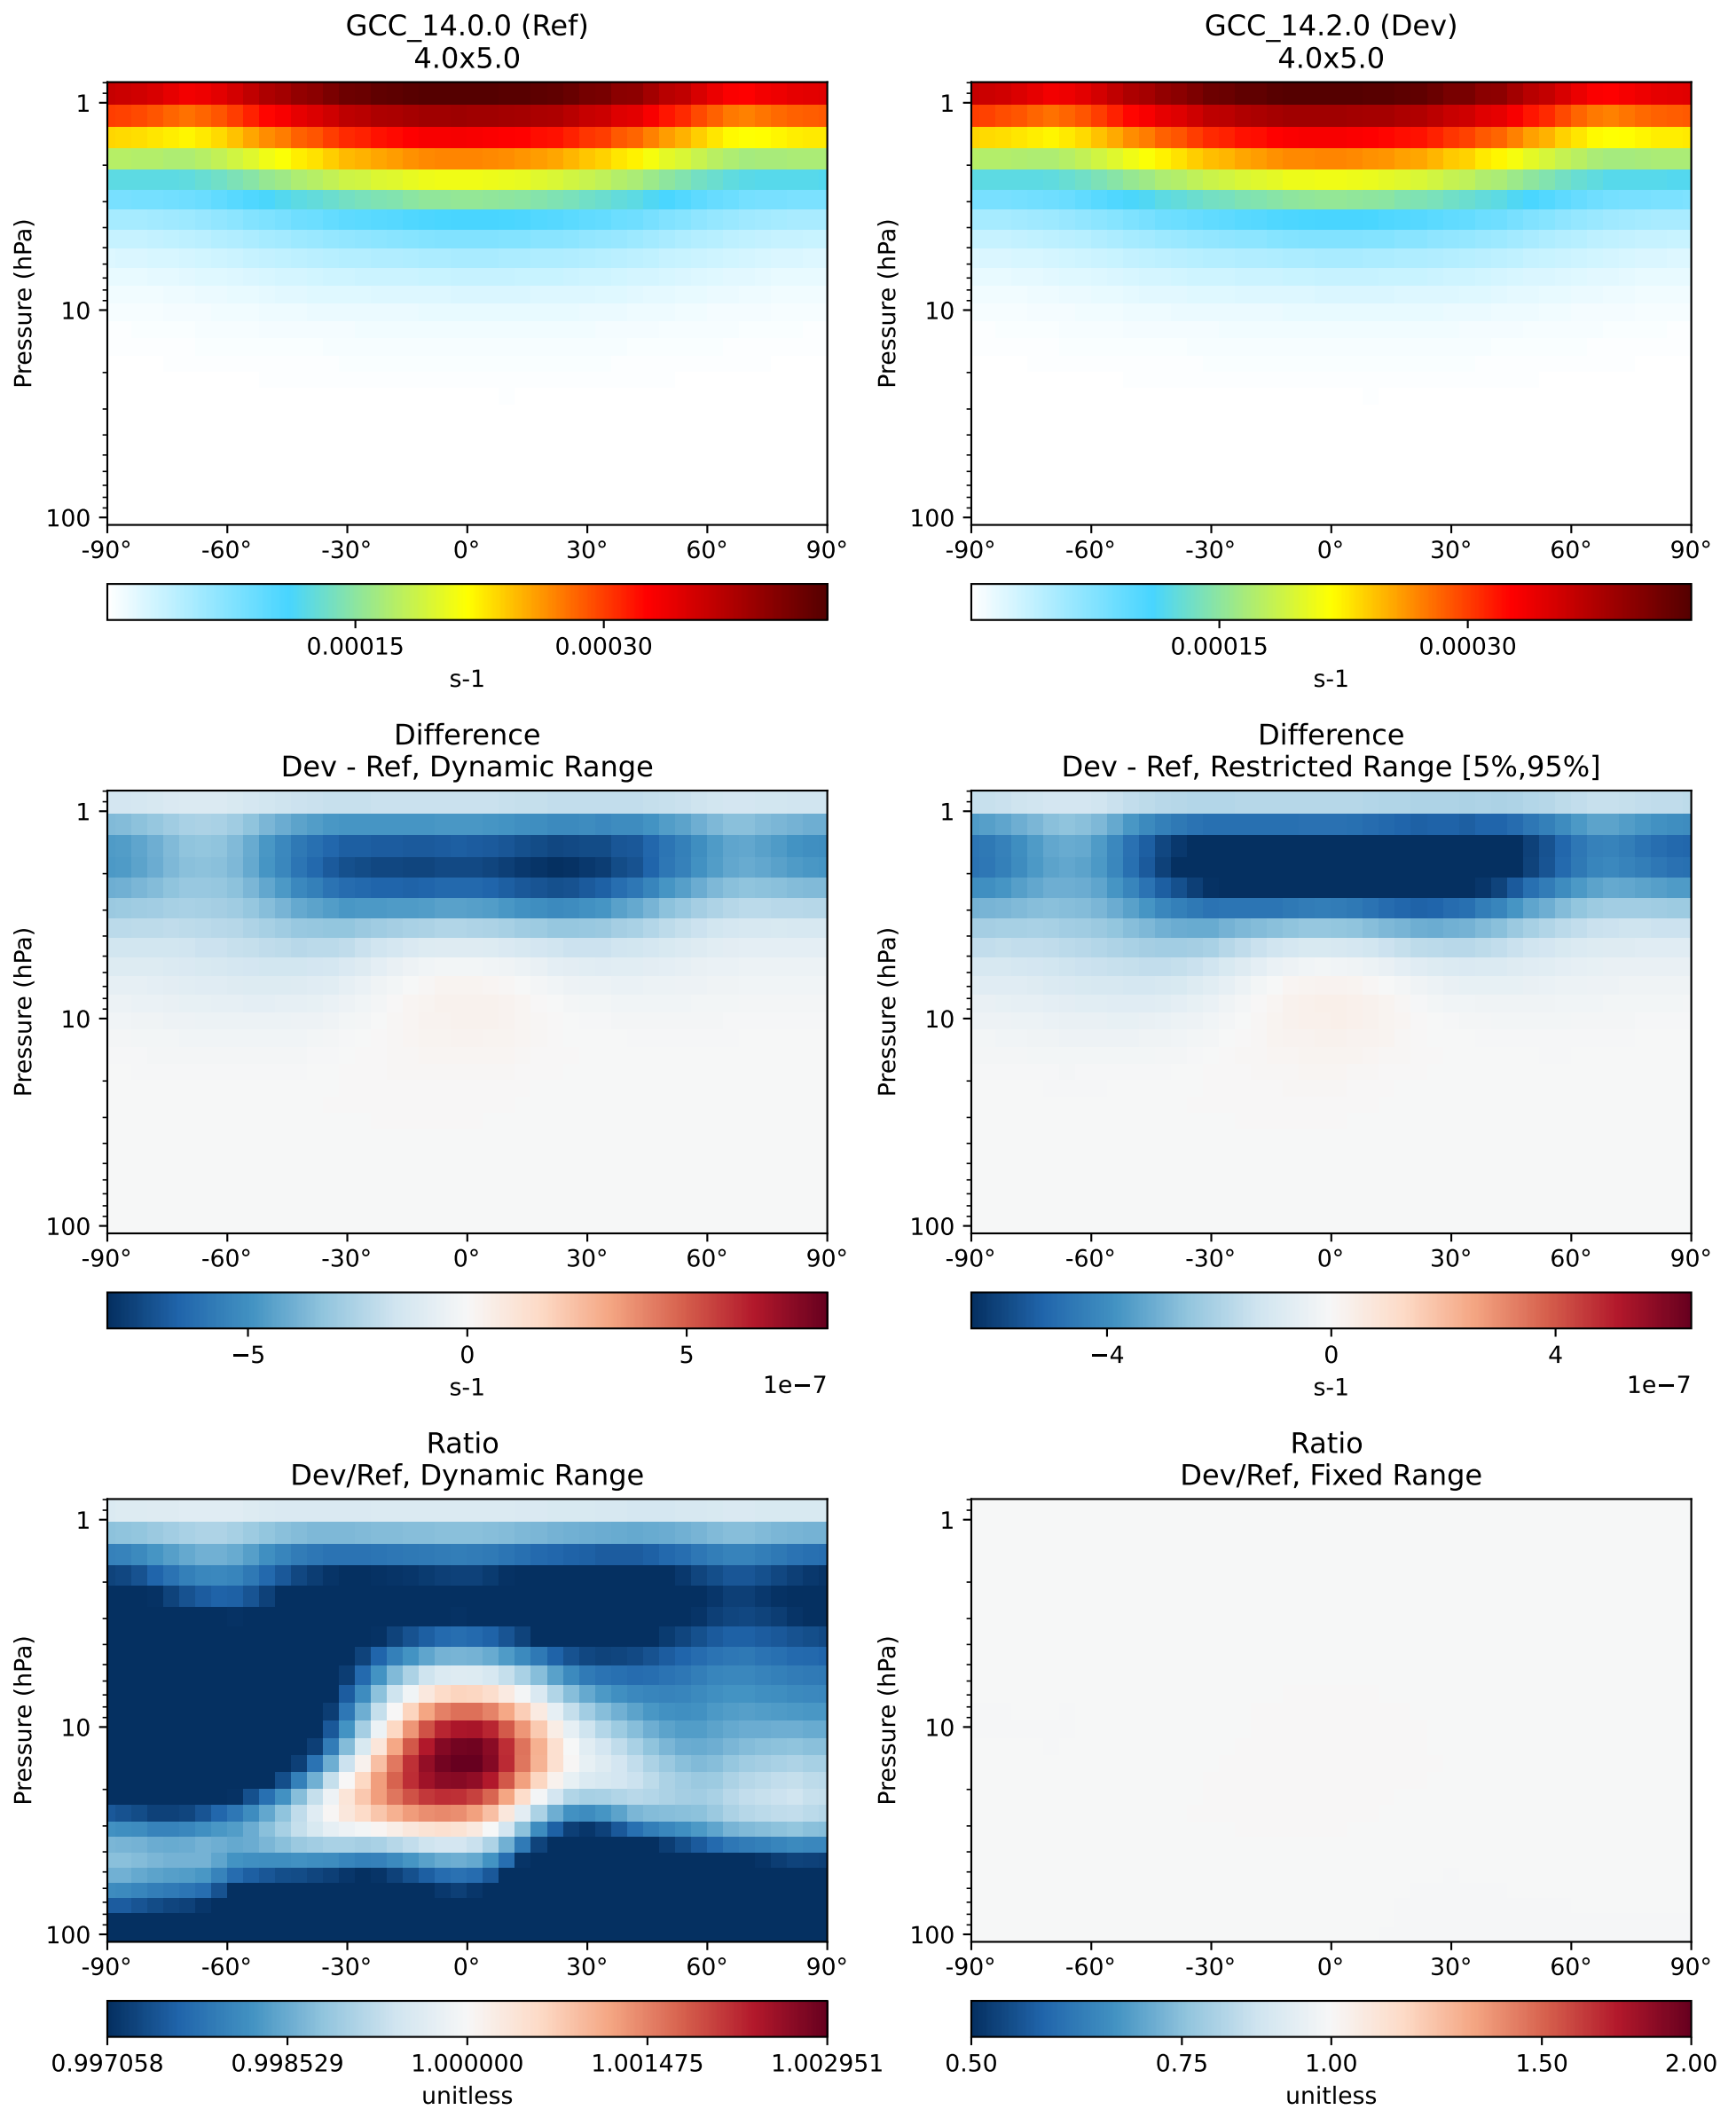 GCC_14.0.0 (Ref)
4.0x5.0
Pressure (hPa)
1
10
100
-90° -60° -30° 0° 30° 60° 90°
0.00015 0.00030
s-1
GCC_14.2.0 (Dev)
4.0x5.0
Pressure (hPa)
1
10
100
-90° -60° -30° 0° 30° 60° 90°
0.00015 0.00030
s-1
Difference
Dev - Ref, Dynamic Range
Pressure (hPa)
1
10
100
-90° -60° -30° 0° 30° 60° 90°
−5 0 5
s-1 1e−7
Difference
Dev - Ref, Restricted Range [5%,95%]
Pressure (hPa)
1
10
100
-90° -60° -30° 0° 30° 60° 90°
−4 0 4
s-1 1e−7
Ratio
Dev/Ref, Dynamic Range
Pressure (hPa)
1
10
100
-90° -60° -30° 0° 30° 60° 90°
0.997058 0.998529 1.000000 1.001475 1.002951
unitless
Ratio
Dev/Ref, Fixed Range
Pressure (hPa)
1
10
100
-90° -60° -30° 0° 30° 60° 90°
0.50 0.75 1.00 1.50 2.00
unitless